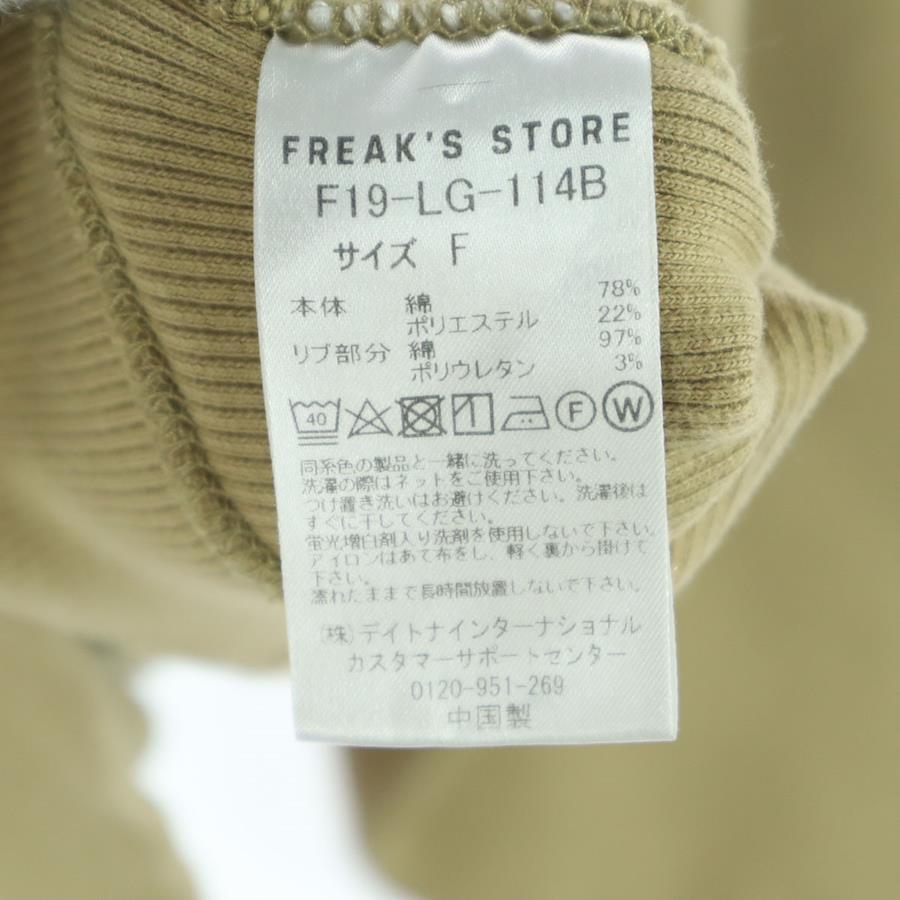 FREAK'S STORE
F19-LG-114B
サイズ F
本体 綿 78%
ポリエステル 22%
リブ部分 綿 97%
ポリウレタン 3%
40 F W
同系色の製品と一緒に洗ってください。
洗濯の際はネットをご使用下さい。
つけ置き洗いはお避けください。洗濯後は
すぐに干してください。
蛍光増白剤入り洗剤を使用しないで下さい。
アイロンはあて布をし、軽く裏から掛けて
下さい。
濡れたままで長時間放置しないで下さい。
(株)デイトナインターナショナル
カスタマーサポートセンター
0120-951-269
中国製